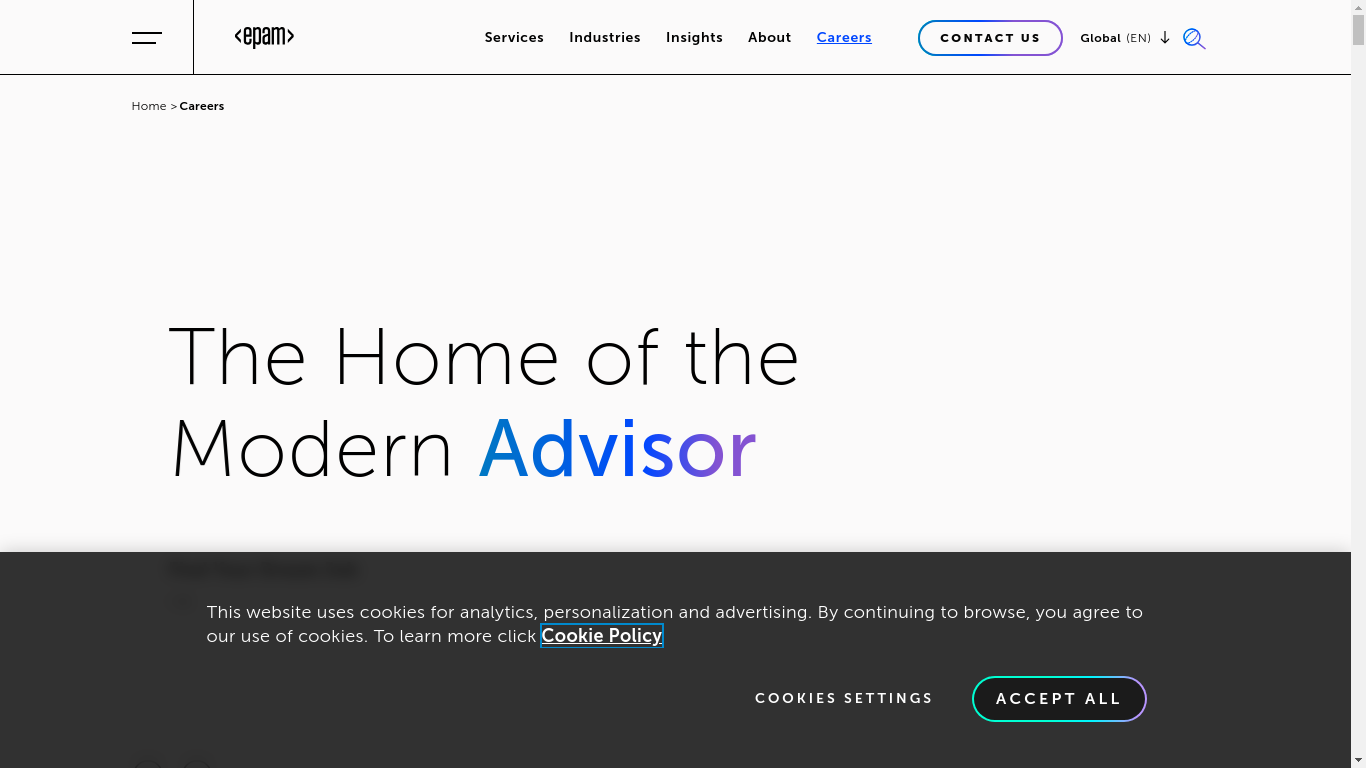 <epam>
Services Industries Insights About Careers CONTACT US Global (EN)
Home > Careers
The Home of the
Modern Advisor
This website uses cookies for analytics, personalization and advertising. By continuing to browse, you agree to
our use of cookies. To learn more click Cookie Policy
COOKIES SETTINGS ACCEPT ALL